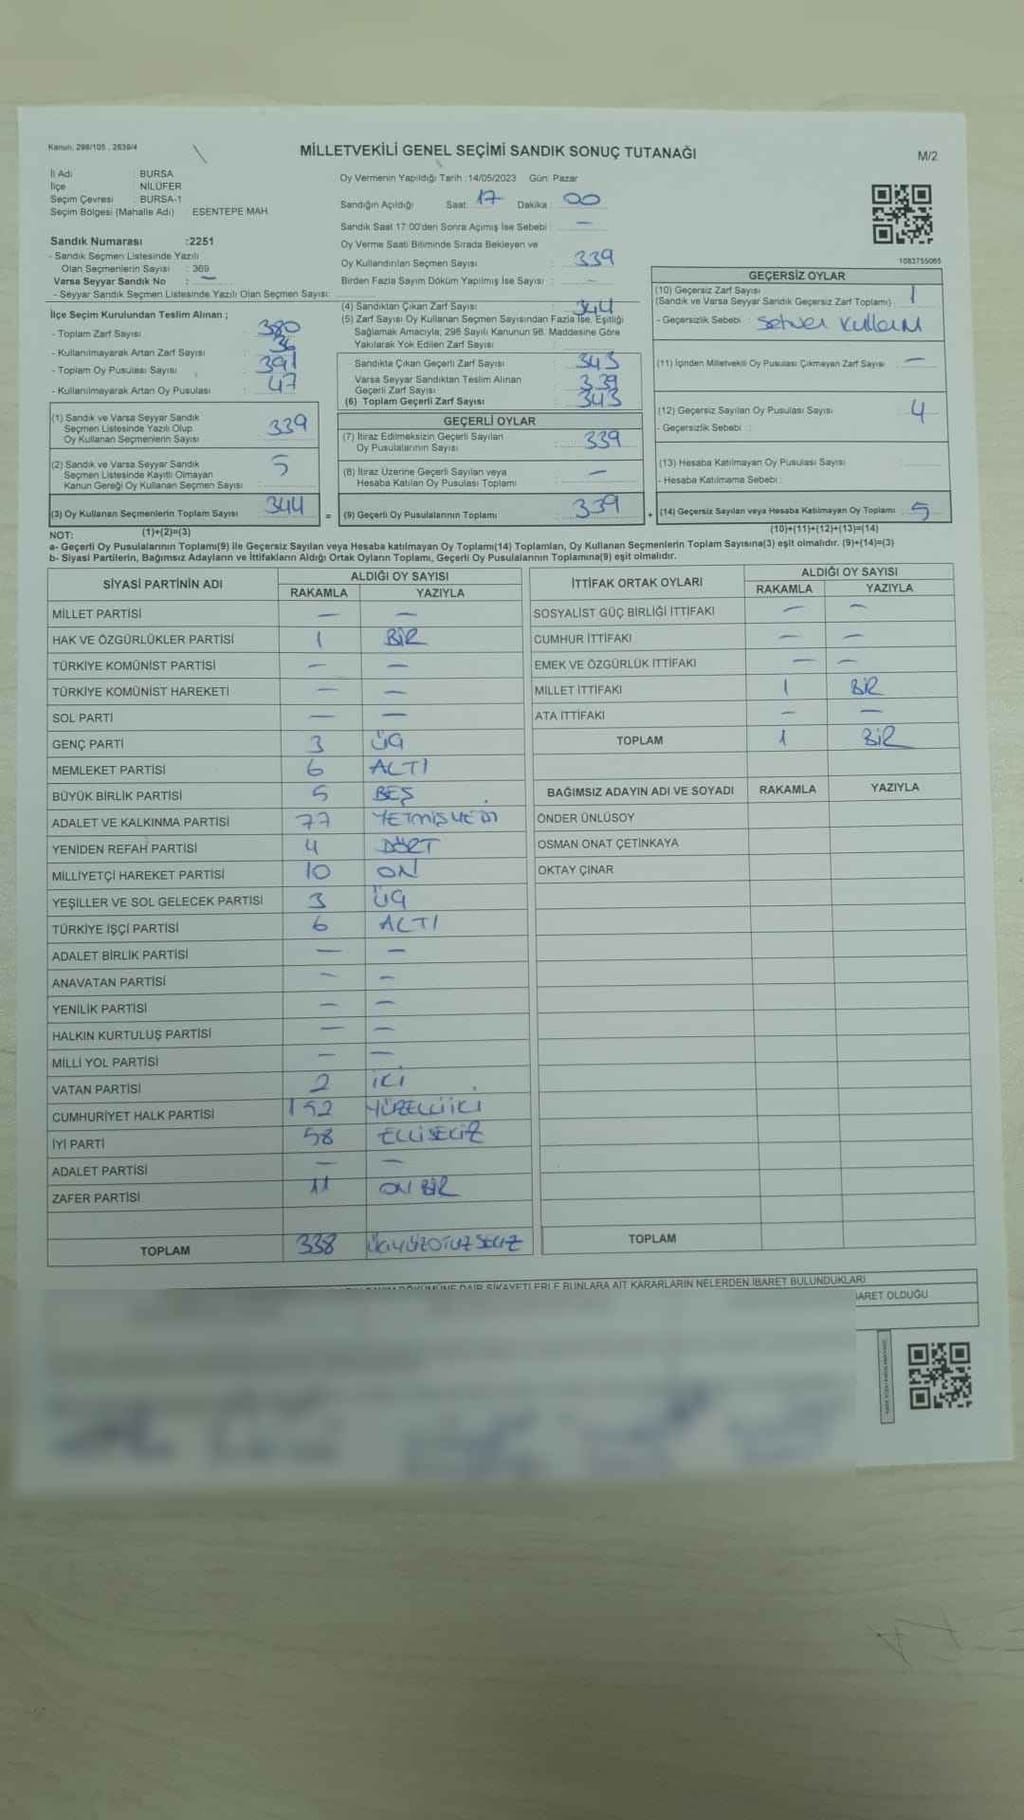 Kanun: 298/105 , 2839/4
MİLLETVEKİLİ GENEL SEÇİMİ SANDIK SONUÇ TUTANAĞI
M/2
İl Adı : BURSA
İlçe : NİLÜFER
Seçim Çevresi : BURSA-1
Seçim Bölgesi (Mahalle Adı) ESENTEPE MAH.
Oy Vermenin Yapıldığı Tarih :14/05/2023 Gün: Pazar
Sandığın Açıldığı Saat: 17 Dakika : 00
Sandık Saat 17:00'den Sonra Açımış İse Sebebi : —
Oy Verme Saati Bitiminde Sırada Bekleyen ve
Oy Kullandırılan Seçmen Sayısı : 339
Birden Fazla Sayım Döküm Yapılmış İse Sayısı : —
1083755065
Sandık Numarası :2251
- Sandık Seçmen Listesinde Yazılı
Olan Seçmenlerin Sayısı : 369
Varsa Seyyar Sandık No : —
- Seyyar Sandık Seçmen Listesinde Yazılı Olan Seçmen Sayısı:
İlçe Seçim Kurulundan Teslim Alınan ;
- Toplam Zarf Sayısı : 380
- Kullanılmayarak Artan Zarf Sayısı : 36
- Toplam Oy Pusulası Sayısı : 391
- Kullanılmayarak Artan Oy Pusulası : 47
(1) Sandık ve Varsa Seyyar Sandık
Seçmen Listesinde Yazılı Olup
Oy Kullanan Seçmenlerin Sayısı 339
(2) Sandık ve Varsa Seyyar Sandık
Seçmen Listesinde Kayıtlı Olmayan
Kanun Gereği Oy Kullanan Seçmen Sayısı 5
(3) Oy Kullanan Seçmenlerin Toplam Sayısı 344
(1)+(2)=(3)
(4) Sandıktan Çıkan Zarf Sayısı : 344
(5) Zarf Sayısı Oy Kullanan Seçmen Sayısından Fazla İse, Eşitliği
Sağlamak Amacıyla; 298 Sayılı Kanunun 98. Maddesine Göre
Yakılarak Yok Edilen Zarf Sayısı :
Sandıkta Çıkan Geçerli Zarf Sayısı : 343
Varsa Seyyar Sandıktan Teslim Alınan
Geçerli Zarf Sayısı : 339
(6) Toplam Geçerli Zarf Sayısı : 343
GEÇERLİ OYLAR
(7) İtiraz Edilmeksizin Geçerli Sayılan
Oy Pusulalarının Sayısı : 339
(8) İtiraz Üzerine Geçerli Sayılan veya
Hesaba Katılan Oy Pusulası Toplamı : —
= (9) Geçerli Oy Pusulalarının Toplamı : 339
GEÇERSİZ OYLAR
(10) Geçersiz Zarf Sayısı
(Sandık ve Varsa Seyyar Sandık Geçersiz Zarf Toplamı) : 1
- Geçersizlik Sebebi :
(11) İçinden Milletvekili Oy Pusulası Çıkmayan Zarf Sayısı : —
(12) Geçersiz Sayılan Oy Pusulası Sayısı : 4
- Geçersizlik Sebebi :
(13) Hesaba Katılmayan Oy Pusulası Sayısı :
- Hesaba Katılmama Sebebi :
+ (14) Geçersiz Sayılan veya Hesaba Katılmayan Oy Toplamı : 5
(10)+(11)+(12)+(13)=(14)
NOT:
a- Geçerli Oy Pusulalarının Toplamı(9) ile Geçersiz Sayılan veya Hesaba katılmayan Oy Toplamı(14) Toplamları, Oy Kullanan Seçmenlerin Toplam Sayısına(3) eşit olmalıdır. (9)+(14)=(3)
b- Siyasi Partilerin, Bağımsız Adayların ve İttifakların Aldığı Ortak Oyların Toplamı, Geçerli Oy Pusulalarının Toplamına(9) eşit olmalıdır.
SİYASİ PARTİNİN ADI ALDIĞI OY SAYISI
RAKAMLA YAZIYLA
MİLLET PARTİSİ — —
HAK VE ÖZGÜRLÜKLER PARTİSİ 1 BİR
TÜRKİYE KOMÜNİST PARTİSİ — —
TÜRKİYE KOMÜNİST HAREKETİ — —
SOL PARTİ — —
GENÇ PARTİ 3 ÜÇ
MEMLEKET PARTİSİ 6 ALTI
BÜYÜK BİRLİK PARTİSİ 5 BEŞ
ADALET VE KALKINMA PARTİSİ 77 YETMİŞYEDİ
YENİDEN REFAH PARTİSİ 4 DÖRT
MİLLİYETÇİ HAREKET PARTİSİ 10 ON
YEŞİLLER VE SOL GELECEK PARTİSİ 3 ÜÇ
TÜRKİYE İŞÇİ PARTİSİ 6 ALTI
ADALET BİRLİK PARTİSİ — —
ANAVATAN PARTİSİ — —
YENİLİK PARTİSİ — —
HALKIN KURTULUŞ PARTİSİ — —
MİLLİ YOL PARTİSİ — —
VATAN PARTİSİ 2 İKİ
CUMHURİYET HALK PARTİSİ 152 YÜZELLİİKİ
İYİ PARTİ 58 ELLİSEKİZ
ADALET PARTİSİ — —
ZAFER PARTİSİ 11 ON BİR
TOPLAM 338 ÜÇYÜZOTUZ SEKİZ
İTTİFAK ORTAK OYLARI ALDIĞI OY SAYISI
RAKAMLA YAZIYLA
SOSYALİST GÜÇ BİRLİĞİ İTTİFAKI — —
CUMHUR İTTİFAKI — —
EMEK VE ÖZGÜRLÜK İTTİFAKI — —
MİLLET İTTİFAKI 1 BİR
ATA İTTİFAKI — —
TOPLAM 1 BİR
BAĞIMSIZ ADAYIN ADI VE SOYADI RAKAMLA YAZIYLA
ÖNDER ÜNLÜSOY
OSMAN ONAT ÇETİNKAYA
OKTAY ÇINAR
TOPLAM
DAİR ŞİKAYETLERLE BUNLARA AİT KARARLARIN NELERDEN İBARET BULUNDUKLARI
OLDUĞU